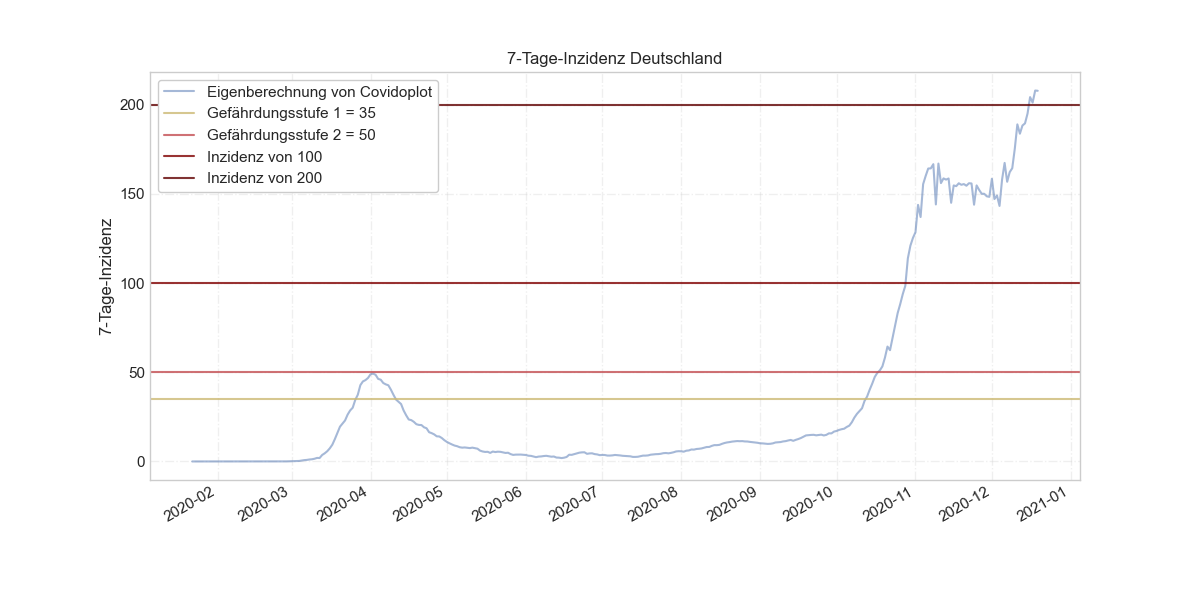 7-Tage-Inzidenz Deutschland
Eigenberechnung von Covidoplot
Gefährdungsstufe 1 = 35
Gefährdungsstufe 2 = 50
Inzidenz von 100
Inzidenz von 200
7-Tage-Inzidenz
200
150
100
50
0
2020-02
2020-03
2020-04
2020-05
2020-06
2020-07
2020-08
2020-09
2020-10
2020-11
2020-12
2021-01